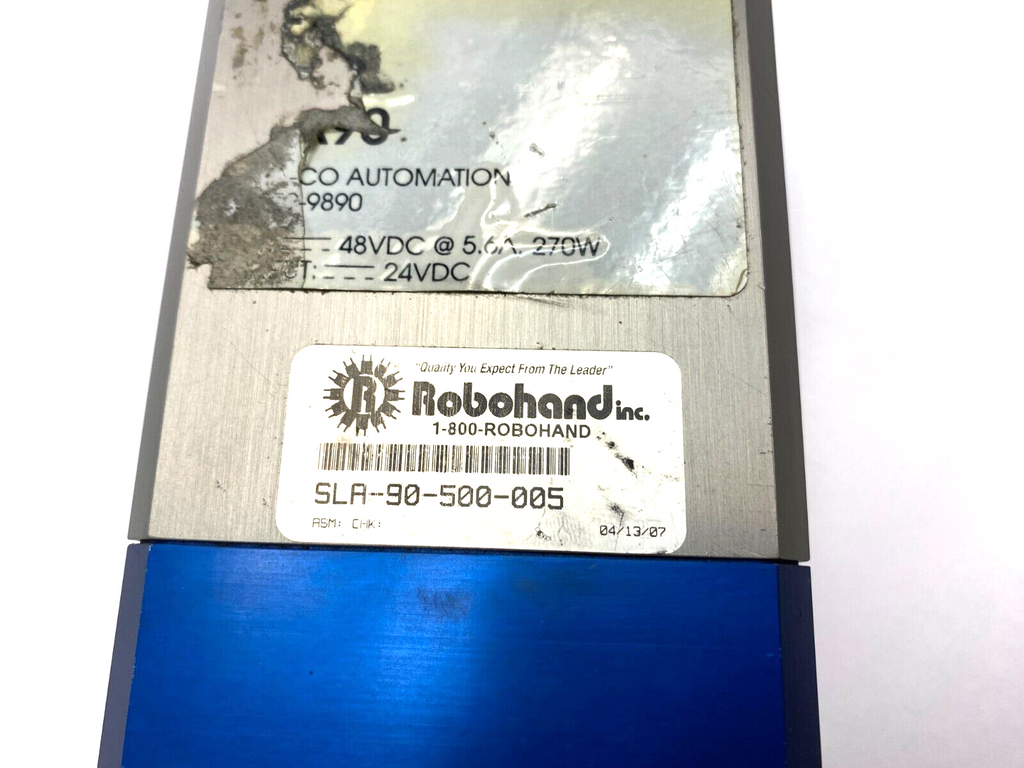 CO AUTOMATION
-9890
48VDC @ 5.6A, 270W
CT: 24VDC
"Quality You Expect From The Leader"
R Robohand inc.
1-800-ROBOHAND
SLA-90-500-005
ASM: CHK: 04/13/07